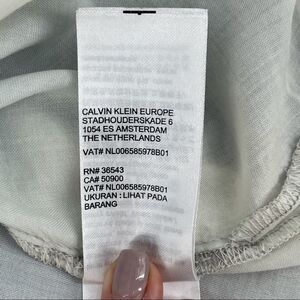 CALVIN KLEIN EUROPE
STADHOUDERSKADE 6
1054 ES AMSTERDAM
THE NETHERLANDS
VAT# NL006585978B01
RN# 36543
CA# 50900
VAT# NL006585978B01
UKURAN : LIHAT PADA
BARANG